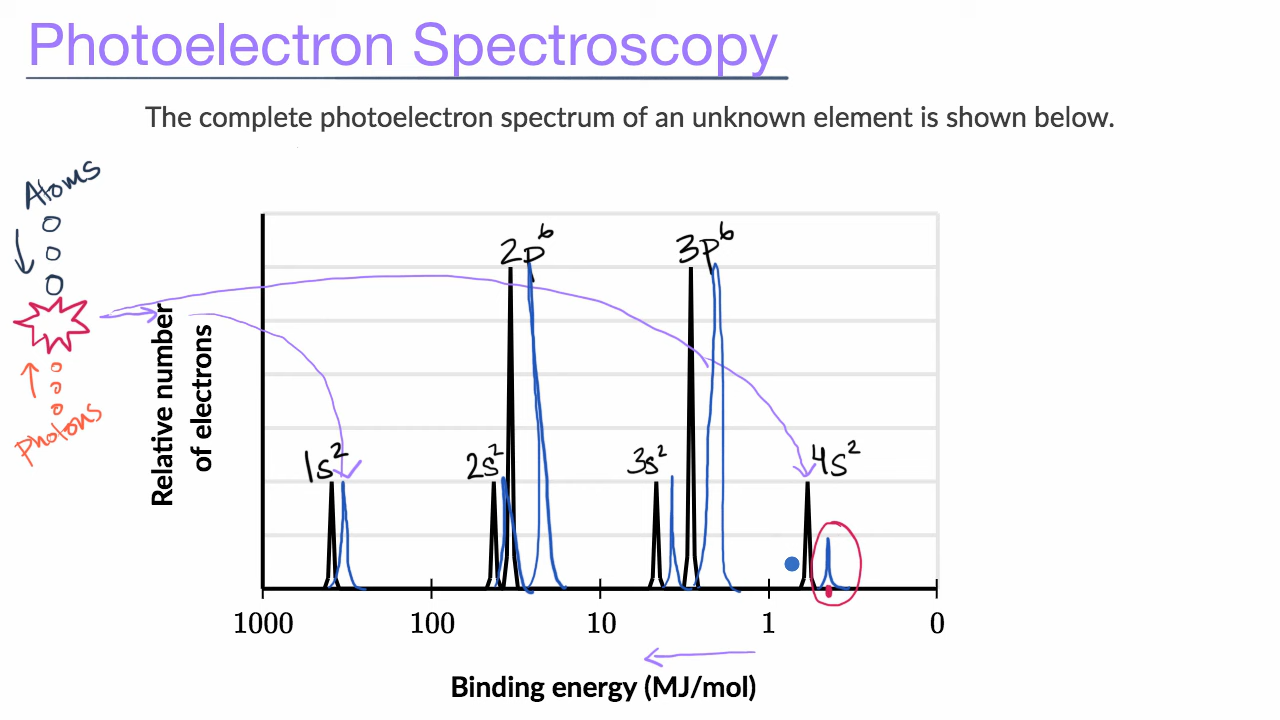 Photoelectron Spectroscopy
The complete photoelectron spectrum of an unknown element is shown below.
Atoms
Photons
Relative number
of electrons
1s²
2s²
2p⁶
3s²
3p⁶
4s²
1000 100 10 1 0
Binding energy (MJ/mol)